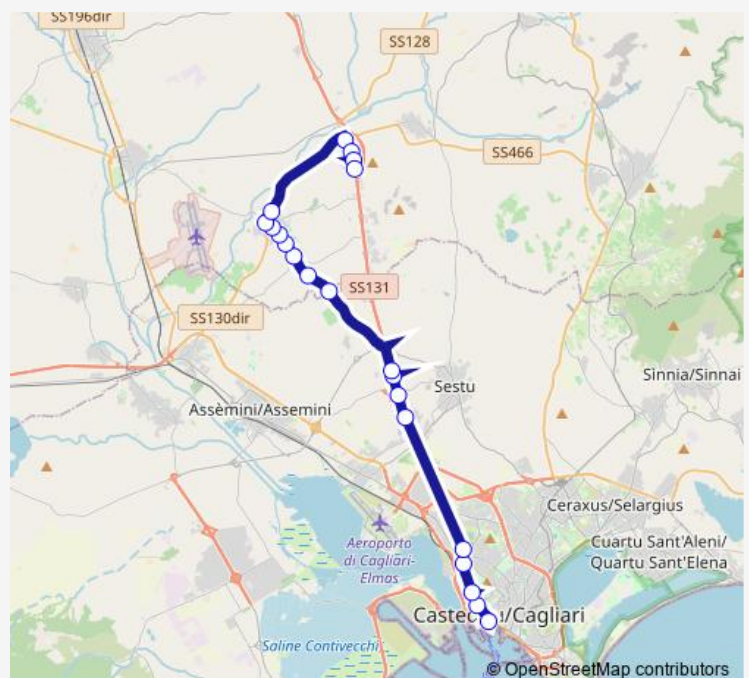 SS196dir
SS128
SS466
SS131
SS130dir
Sestu
Sìnnia/Sinnai
Assèmini/Assemini
Ceraxus/Selargius
Aeroporto
di Cagliari-
Elmas
Cuartu Sant'Aleni/
Quartu Sant'Elena
Saline Contivecchi
© OpenStreetMap contributors